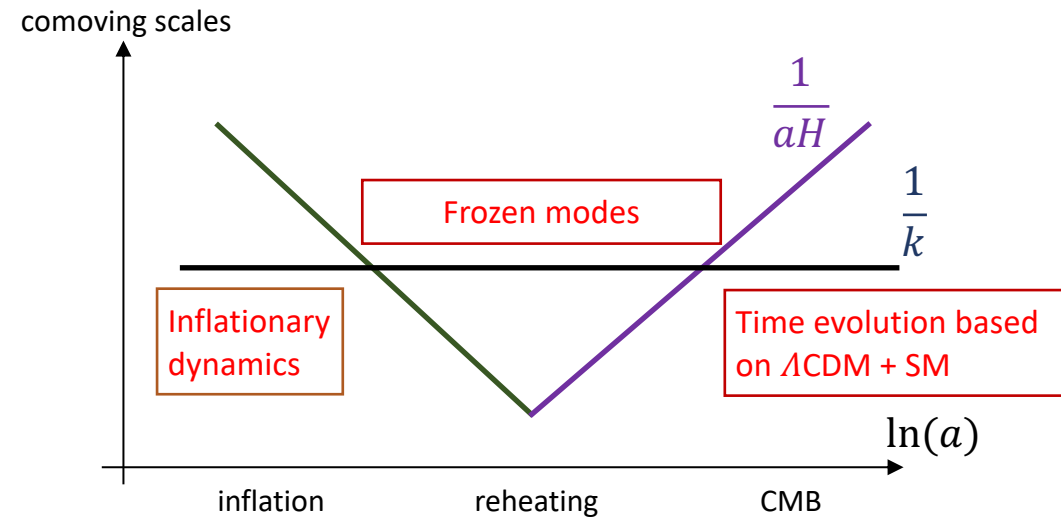 comoving scales
1
aH
Frozen modes
1
k
Inflationary
dynamics
Time evolution based
on ΛCDM + SM
ln(a)
inflation
reheating
CMB